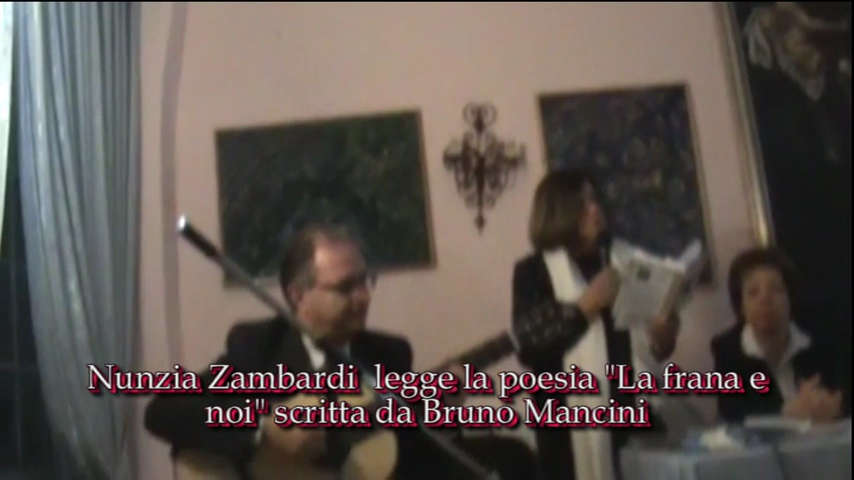 Nunzia Zambardi  legge la poesia "La frana e
noi" scritta da Bruno Mancini